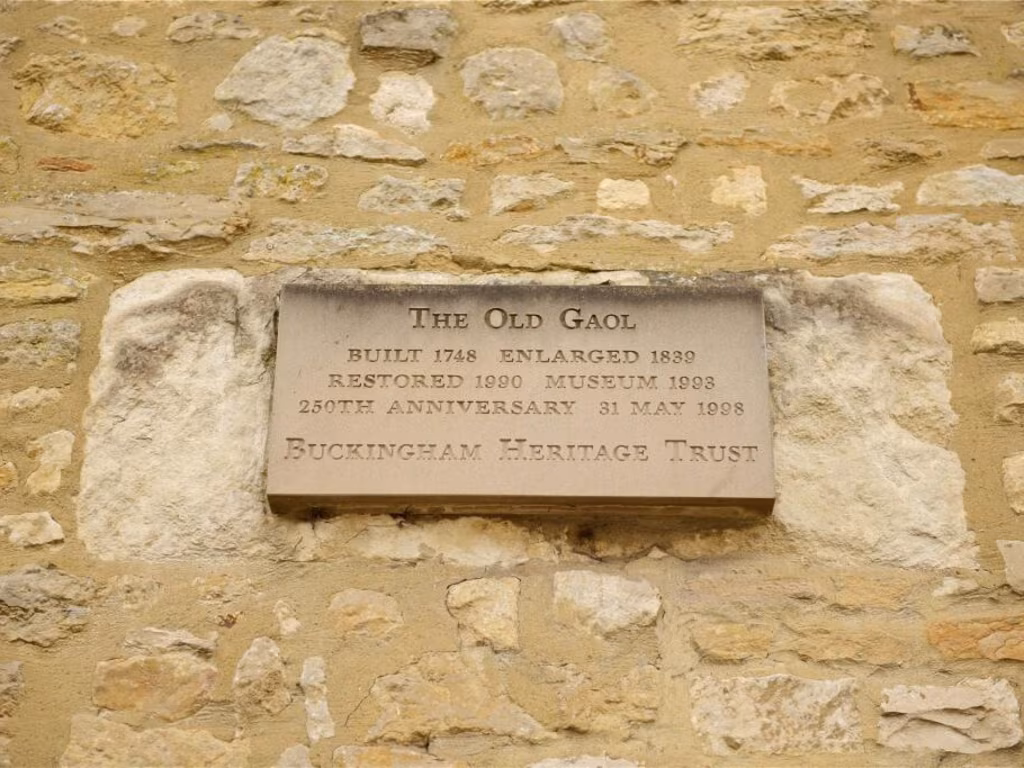 The Old Gaol
BUILT 1748 ENLARGED 1839
RESTORED 1990 MUSEUM 1993
250TH ANNIVERSARY 31 MAY 1998
Buckingham Heritage Trust